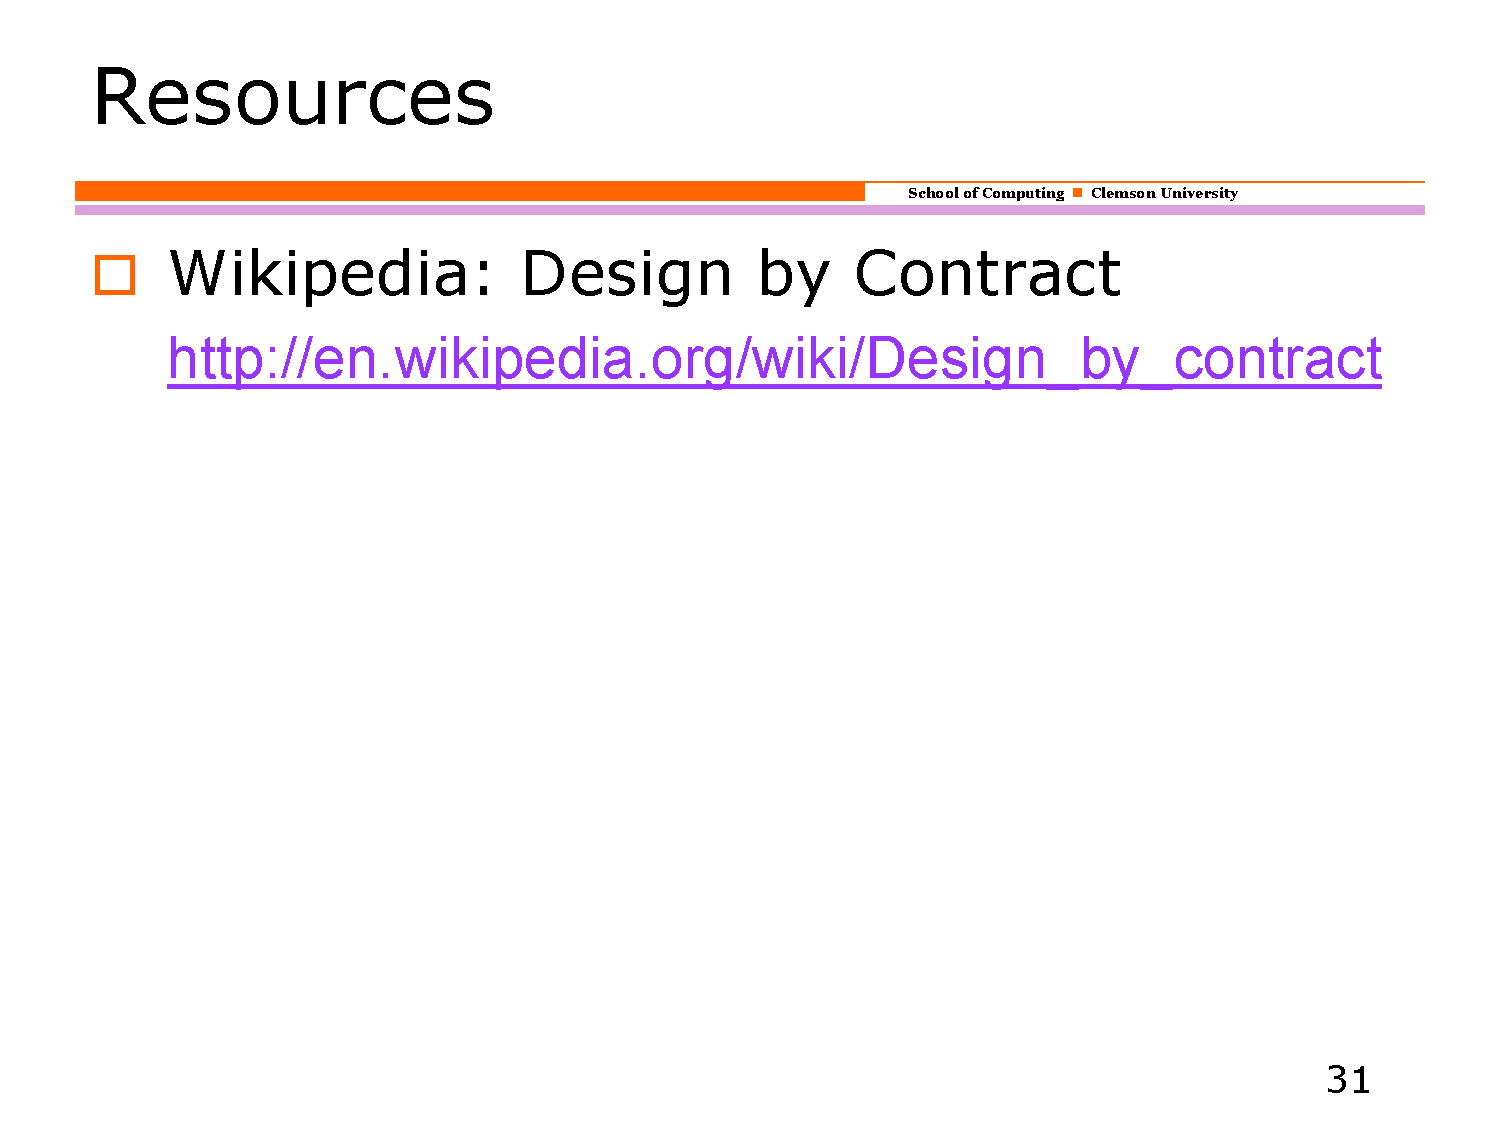 Resources
School of Computing ■ Clemson University
Wikipedia: Design by Contract
http://en.wikipedia.org/wiki/Design_by_contract
31